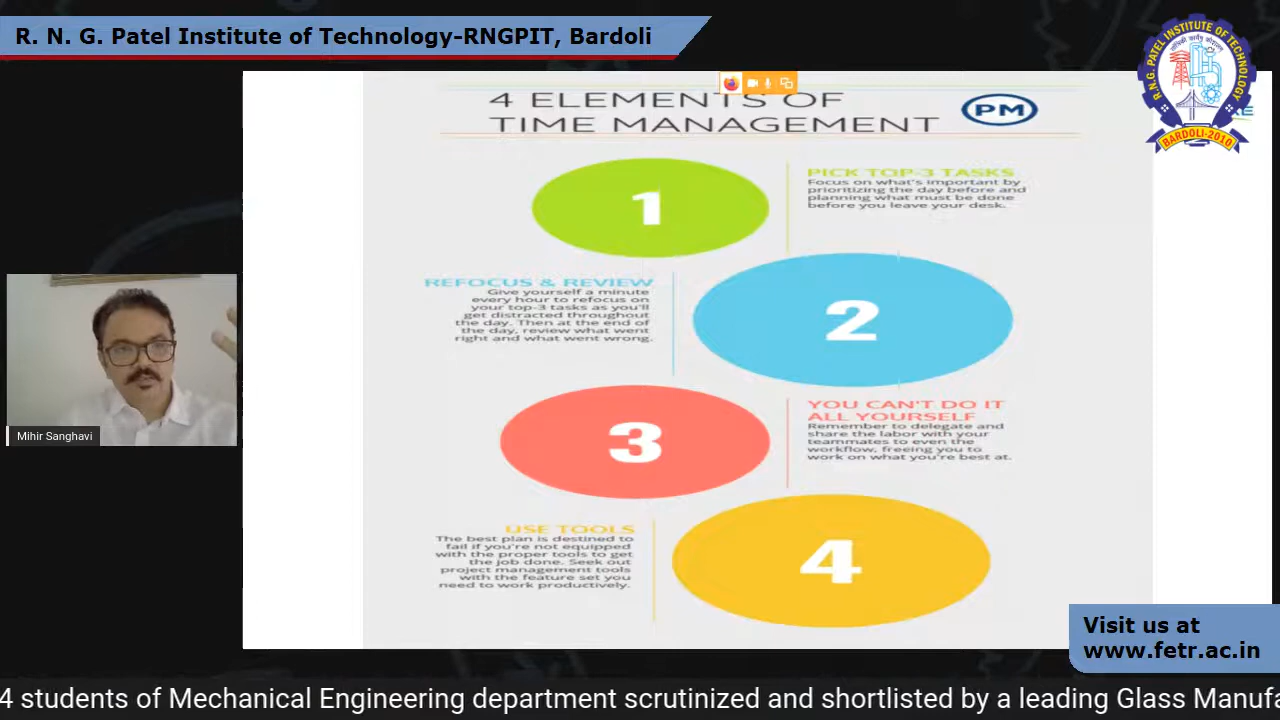 R. N. G. Patel Institute of Technology-RNGPIT, Bardoli
R. N. G. PATEL INSTITUTE OF TECHNOLOGY
BARDOLI-2010
4 ELEMENTS OF
TIME MANAGEMENT
PM
1
PICK TOP-3 TASKS
Focus on what's important by
prioritizing the day before and
planning what must be done
before you leave your desk.
REFOCUS & REVIEW
Give yourself a minute
every hour to refocus on
your top-3 tasks as you'll
get distracted throughout
the day. Then at the end of
the day, review what went
right and what went wrong.
2
3
YOU CAN'T DO IT
ALL YOURSELF
Remember to delegate and
share the labor with your
teammates to even the
workflow, freeing you to
work on what you're best at.
USE TOOLS
The best plan is destined to
fail if you're not equipped
with the proper tools to get
the job done. Seek out
project management tools
with the feature set you
need to work productively.
4
Mihir Sanghavi
Visit us at
www.fetr.ac.in
4 students of Mechanical Engineering department scrutinized and shortlisted by a leading Glass Manufa